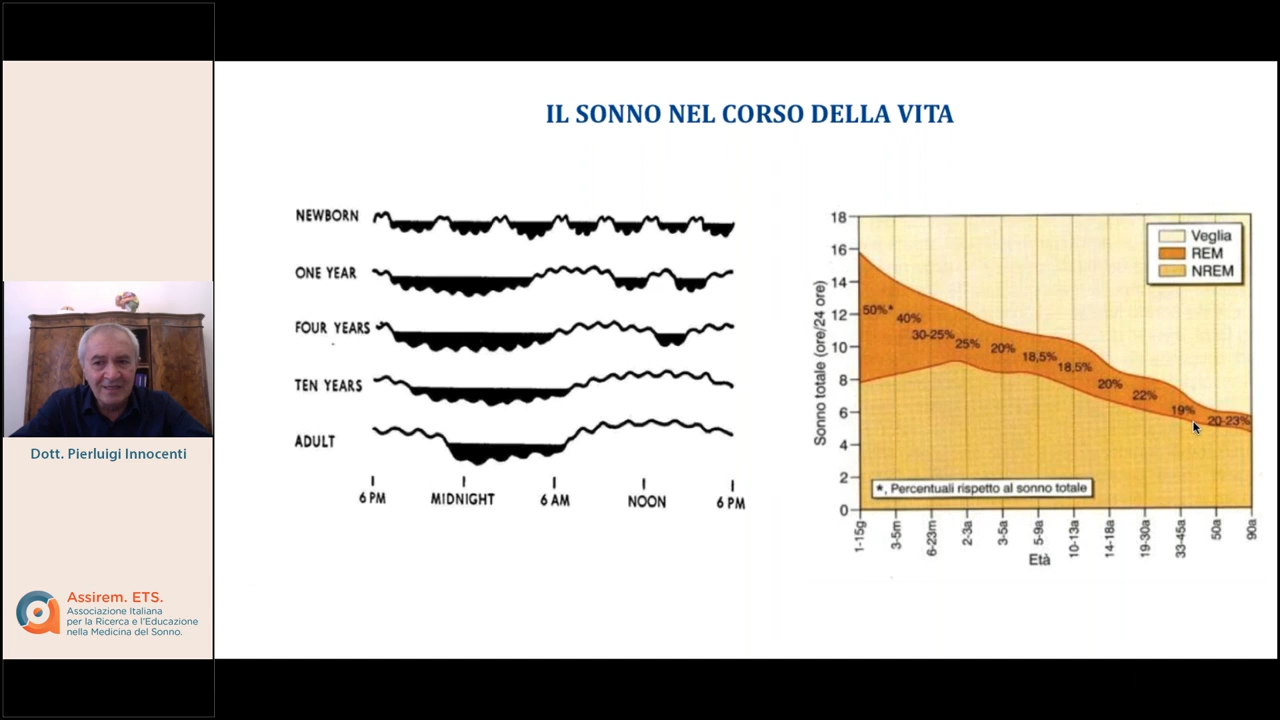 IL SONNO NEL CORSO DELLA VITA
NEWBORN
ONE YEAR
FOUR YEARS
TEN YEARS
ADULT
6 PM
MIDNIGHT
6 AM
NOON
6 PM
Sonno totale (ore/24 ore)
18
16
14
12
10
8
6
4
2
0
Veglia
REM
NREM
50%*
40%
30-25%
25%
20%
18,5%
18,5%
20%
22%
19%
20-23%
*, Percentuali rispetto al sonno totale
1-15g
3-5m
6-23m
2-3a
3-5a
5-9a
10-13a
14-18a
19-30a
33-45a
50a
90a
Età
Dott. Pierluigi Innocenti
Assirem. ETS.
Associazione Italiana
per la Ricerca e l'Educazione
nella Medicina del Sonno.